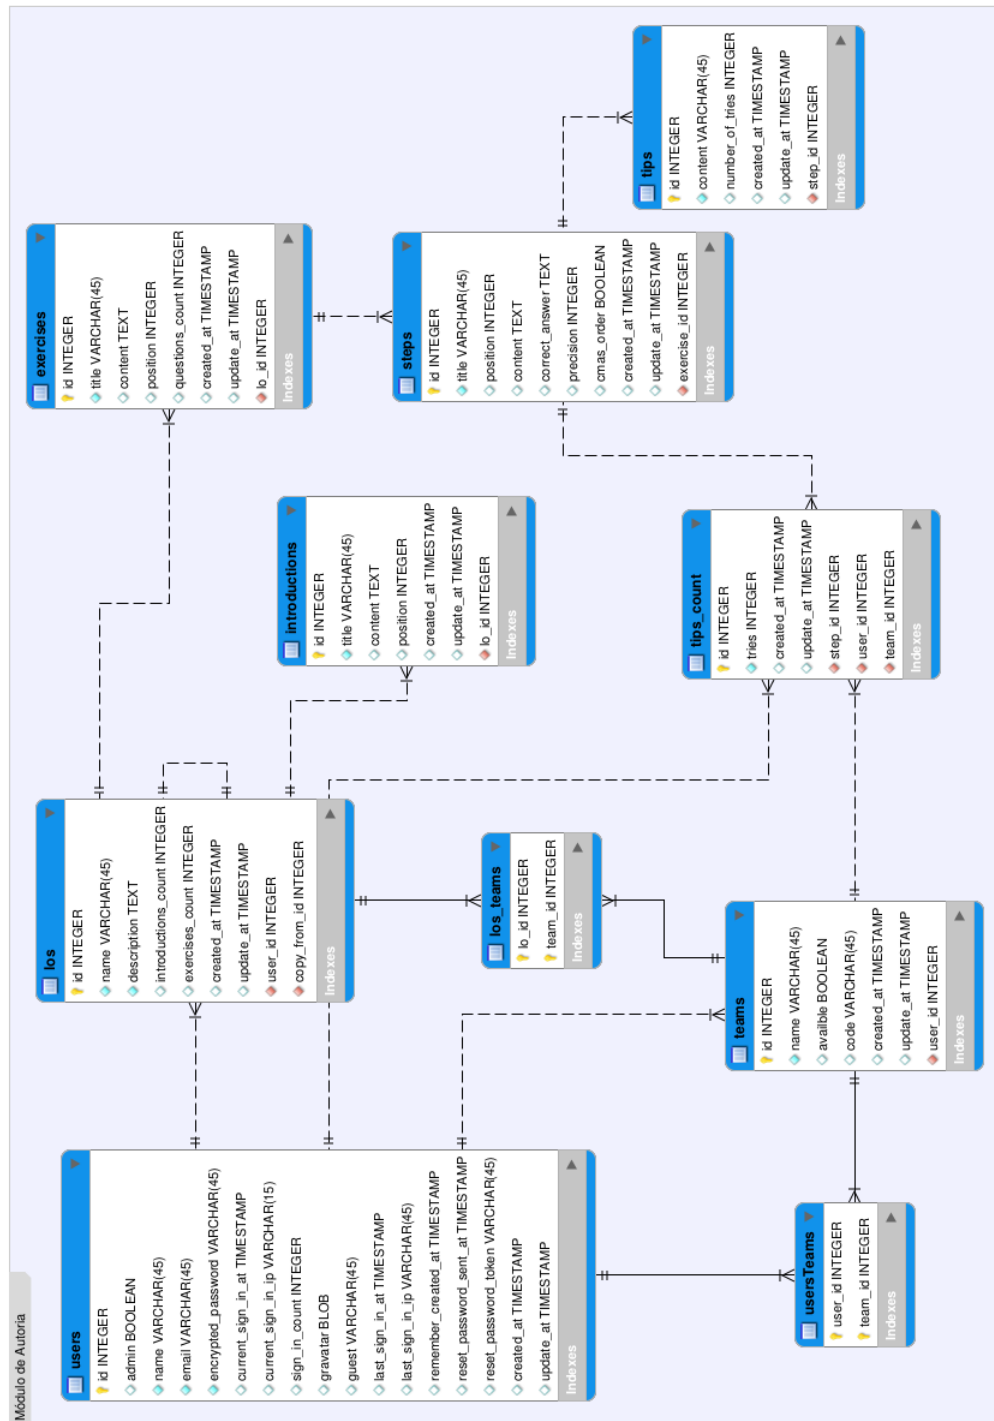 Módulo de Autoria
users
id INTEGER
admin BOOLEAN
name VARCHAR(45)
email VARCHAR(45)
encrypted_password VARCHAR(45)
current_sign_in_at TIMESTAMP
current_sign_in_ip VARCHAR(15)
sign_in_count INTEGER
gravatar BLOB
guest VARCHAR(45)
last_sign_in_at TIMESTAMP
last_sign_in_ip VARCHAR(45)
remember_created_at TIMESTAMP
reset_password_sent_at TIMESTAMP
reset_password_token VARCHAR(45)
created_at TIMESTAMP
update_at TIMESTAMP
Indexes
los
id INTEGER
name VARCHAR(45)
description TEXT
introductions_count INTEGER
exercises_count INTEGER
created_at TIMESTAMP
update_at TIMESTAMP
user_id INTEGER
copy_from_id INTEGER
Indexes
exercises
id INTEGER
title VARCHAR(45)
content TEXT
position INTEGER
questions_count INTEGER
created_at TIMESTAMP
update_at TIMESTAMP
lo_id INTEGER
Indexes
introductions
id INTEGER
title VARCHAR(45)
content TEXT
position INTEGER
created_at TIMESTAMP
update_at TIMESTAMP
lo_id INTEGER
Indexes
steps
id INTEGER
title VARCHAR(45)
position INTEGER
content TEXT
correct_answer TEXT
precision INTEGER
cmas_order BOOLEAN
created_at TIMESTAMP
update_at TIMESTAMP
exercise_id INTEGER
Indexes
tips
id INTEGER
content VARCHAR(45)
number_of_tries INTEGER
created_at TIMESTAMP
update_at TIMESTAMP
step_id INTEGER
Indexes
los_teams
lo_id INTEGER
team_id INTEGER
Indexes
tips_count
id INTEGER
tries INTEGER
created_at TIMESTAMP
update_at TIMESTAMP
step_id INTEGER
user_id INTEGER
team_id INTEGER
Indexes
teams
id INTEGER
name VARCHAR(45)
availble BOOLEAN
code VARCHAR(45)
created_at TIMESTAMP
update_at TIMESTAMP
user_id INTEGER
Indexes
usersTeams
user_id INTEGER
team_id INTEGER
Indexes